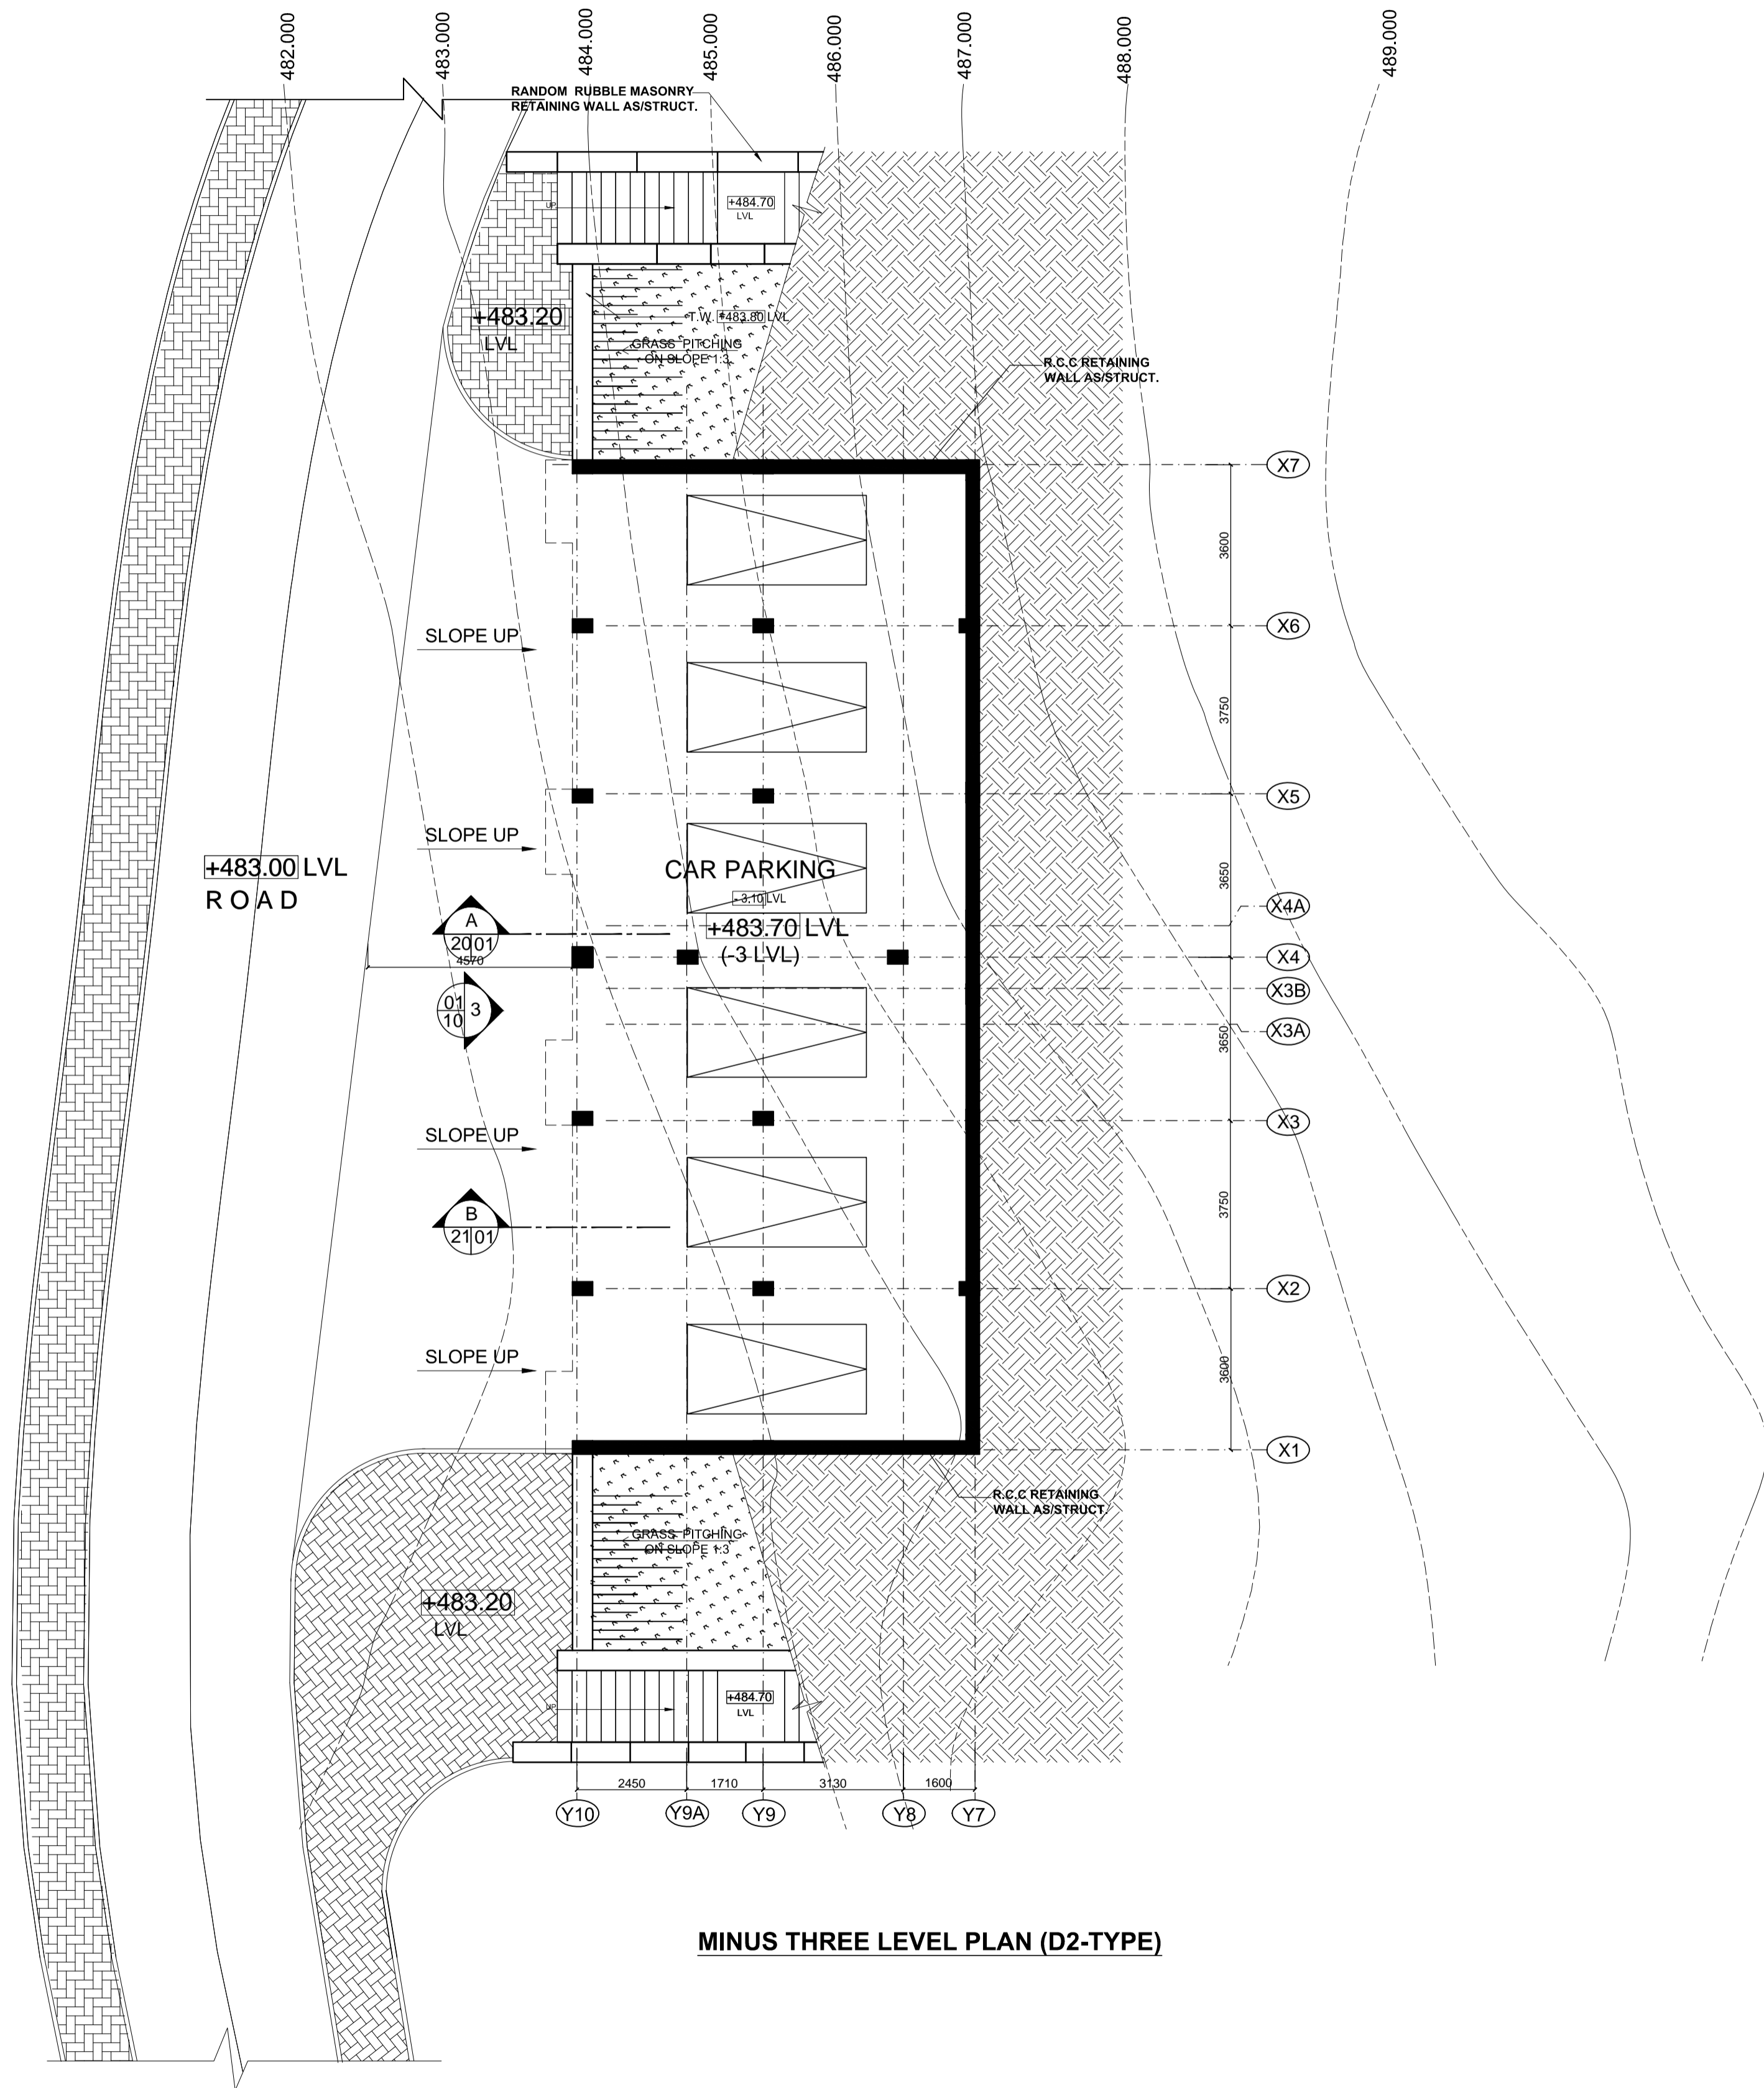 482.000
483.000
484.000
485.000
486.000
487.000
488.000
489.000
RANDOM RUBBLE MASONRY
RETAINING WALL AS/STRUCT.
UP
+484.70
LVL
+483.20
LVL
T.W. +483.80 LVL
GRASS PITCHING
ON SLOPE 1:3
R.C.C RETAINING
WALL AS/STRUCT.
X7
3600
SLOPE UP
X6
3750
X5
SLOPE UP
3650
+483.00 LVL
ROAD
CAR PARKING
- 3.10 LVL
+483.70 LVL
(-3 LVL)
A
20 01
4570
X4A
X4
01
10 3
X3B
X3A
3650
SLOPE UP
X3
3750
B
21 01
X2
SLOPE UP
3600
X1
R.C.C RETAINING
WALL AS/STRUCT.
GRASS PITCHING
ON SLOPE 1:3
+483.20
LVL
UP
+484.70
LVL
2450 1710 3130 1600
Y10 Y9A Y9 Y8 Y7
MINUS THREE LEVEL PLAN (D2-TYPE)